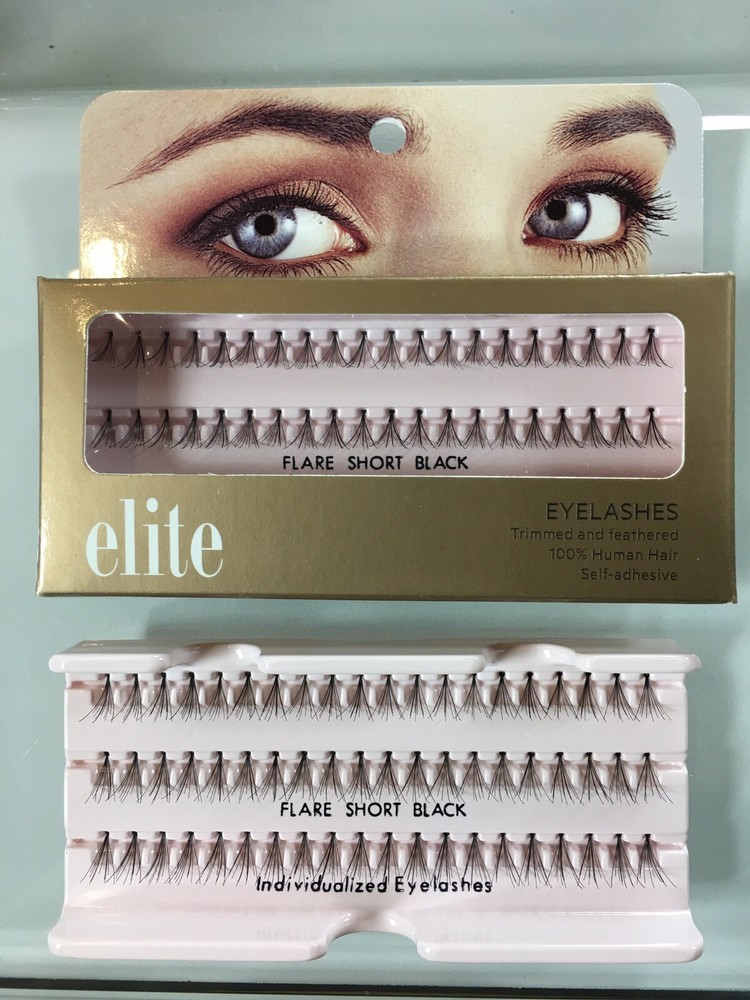 FLARE SHORT BLACK
elite
EYELASHES
Trimmed and feathered
100% Human Hair
Self-adhesive
FLARE SHORT BLACK
Individualized Eyelashes